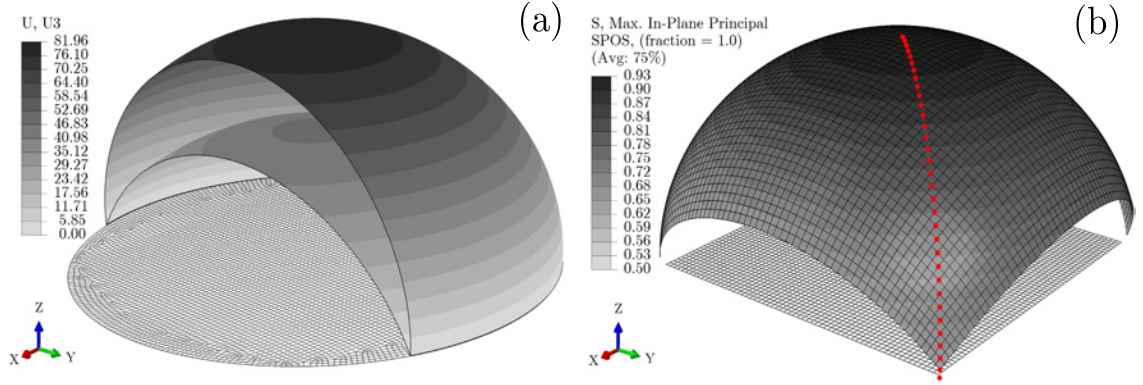 U, U3
81.96
76.10
70.25
64.40
58.54
52.69
46.83
40.98
35.12
29.27
23.42
17.56
11.71
5.85
0.00
(a)
Z
X
Y
S, Max. In-Plane Principal
SPOS, (fraction = 1.0)
(Avg: 75%)
0.93
0.90
0.87
0.84
0.81
0.78
0.75
0.72
0.68
0.65
0.62
0.59
0.56
0.53
0.50
(b)
Z
X
Y